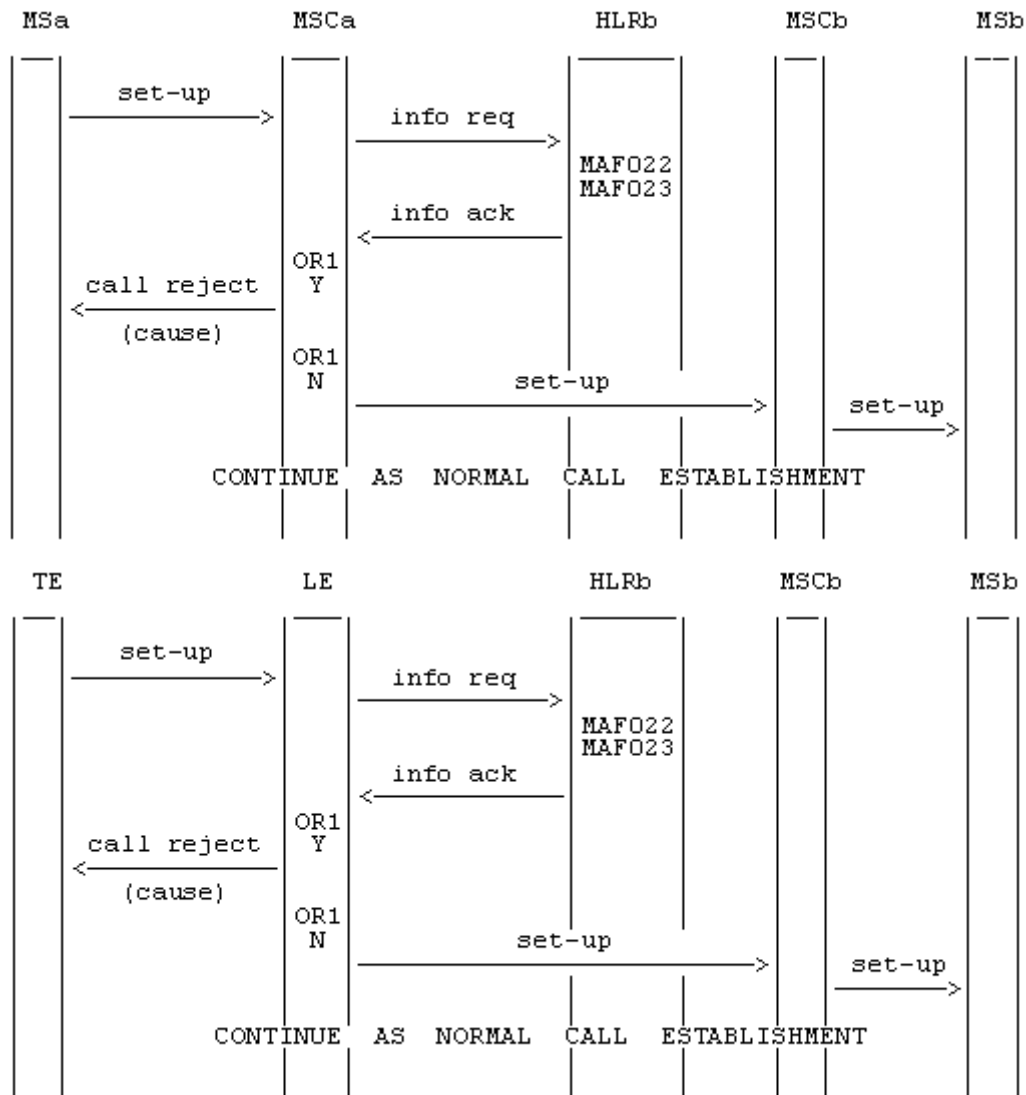 MSa MSCa HLRb MSCb MSb
set-up
info req
MAF022
MAF023
info ack
OR1
Y
call reject
(cause)
OR1
N
set-up
set-up
CONTINUE AS NORMAL CALL ESTABLISHMENT
TE LE HLRb MSCb MSb
set-up
info req
MAF022
MAF023
info ack
OR1
Y
call reject
(cause)
OR1
N
set-up
set-up
CONTINUE AS NORMAL CALL ESTABLISHMENT